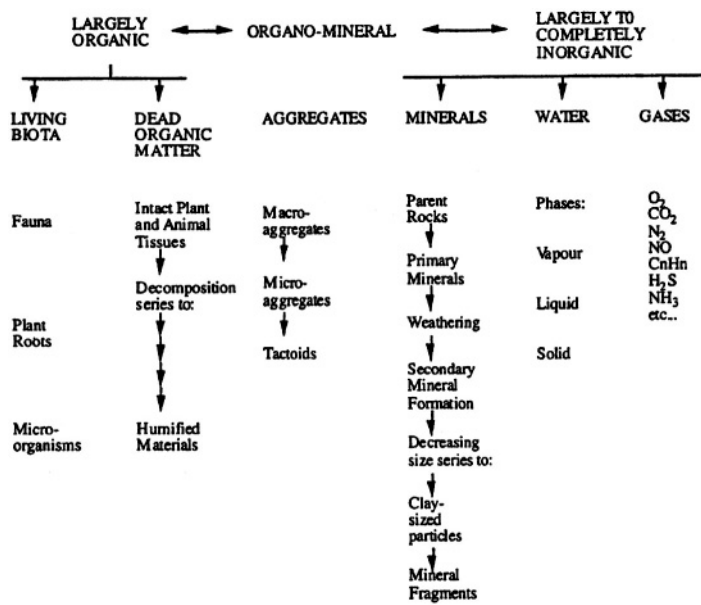 LARGELY
ORGANIC
ORGANO-MINERAL
LARGELY TO
COMPLETELY
INORGANIC
LIVING
BIOTA
DEAD
ORGANIC
MATTER
AGGREGATES
MINERALS
WATER
GASES
Fauna
Plant
Roots
Micro-
organisms
Intact Plant
and Animal
Tissues
Decomposition
series to:
Humified
Materials
Macro-
aggregates
Micro-
aggregates
Tactoids
Parent
Rocks
Primary
Minerals
Weathering
Secondary
Mineral
Formation
Decreasing
size series to:
Clay-
sized
particles
Mineral
Fragments
Phases:
Vapour
Liquid
Solid
O2
CO2
N2
NO
CnHn
H2S
NH3
etc...